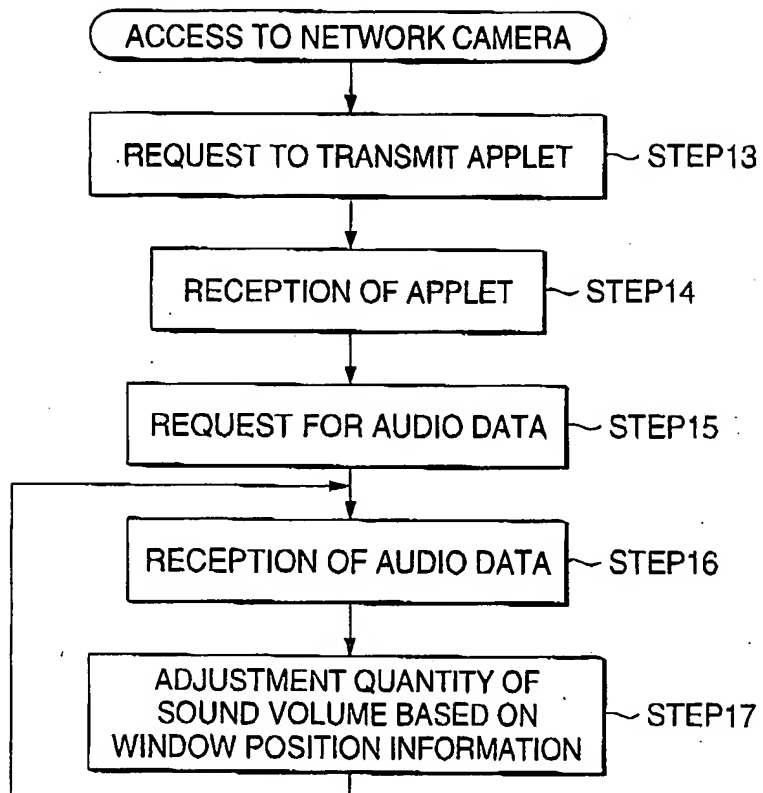 ACCESS TO NETWORK CAMERA
REQUEST TO TRANSMIT APPLET
STEP13
RECEPTION OF APPLET
STEP14
REQUEST FOR AUDIO DATA
STEP15
RECEPTION OF AUDIO DATA
STEP16
ADJUSTMENT QUANTITY OF
SOUND VOLUME BASED ON
WINDOW POSITION INFORMATION
STEP17